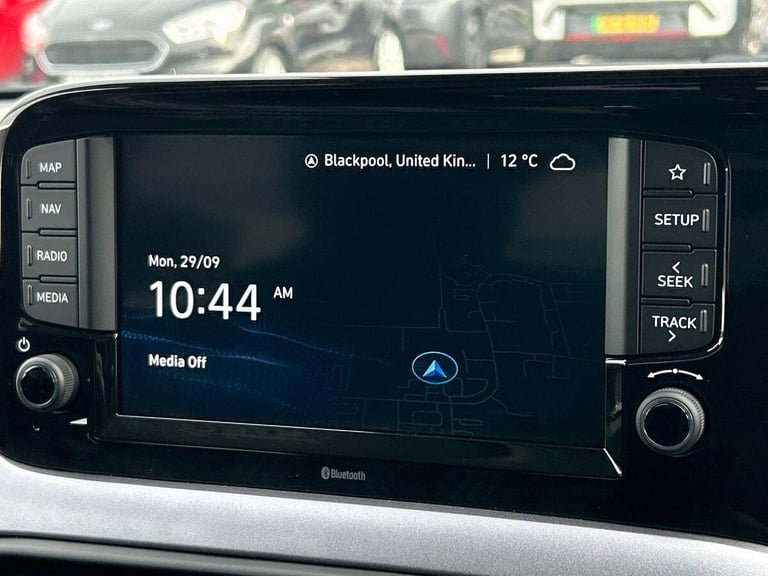 MAP
NAV
RADIO
MEDIA
Blackpool, United Kin... | 12 °C
Mon, 29/09
10:44 AM
Media Off
SETUP
<
SEEK
TRACK
>
Bluetooth